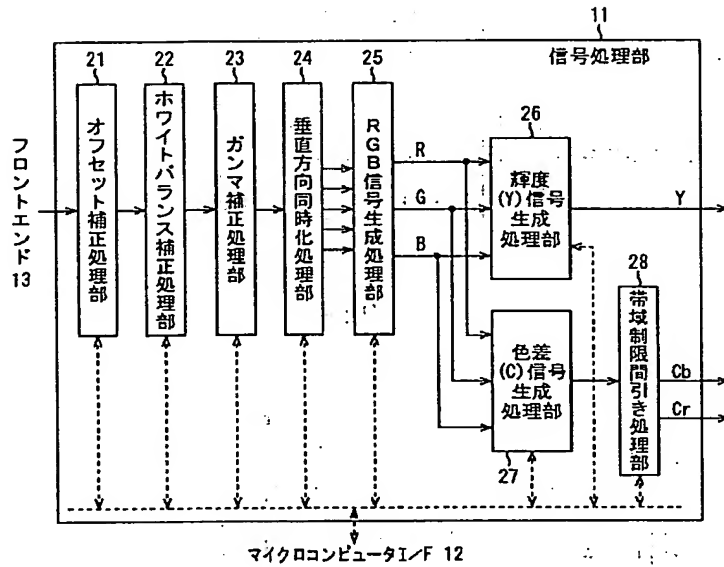 11
信号処理部
21
22
23
24
25
26
フロントエンド13
オフセット補正処理部
ホワイトバランス補正処理部
ガンマ補正処理部
垂直方向同時化処理部
RGB信号生成処理部
R
G
B
輝度
(Y)信号
生成
処理部
Y
28
色差
(C)信号
生成
処理部
帯域制限間引き処理部
Cb
Cr
27
マイクロコンピュータI/F 12